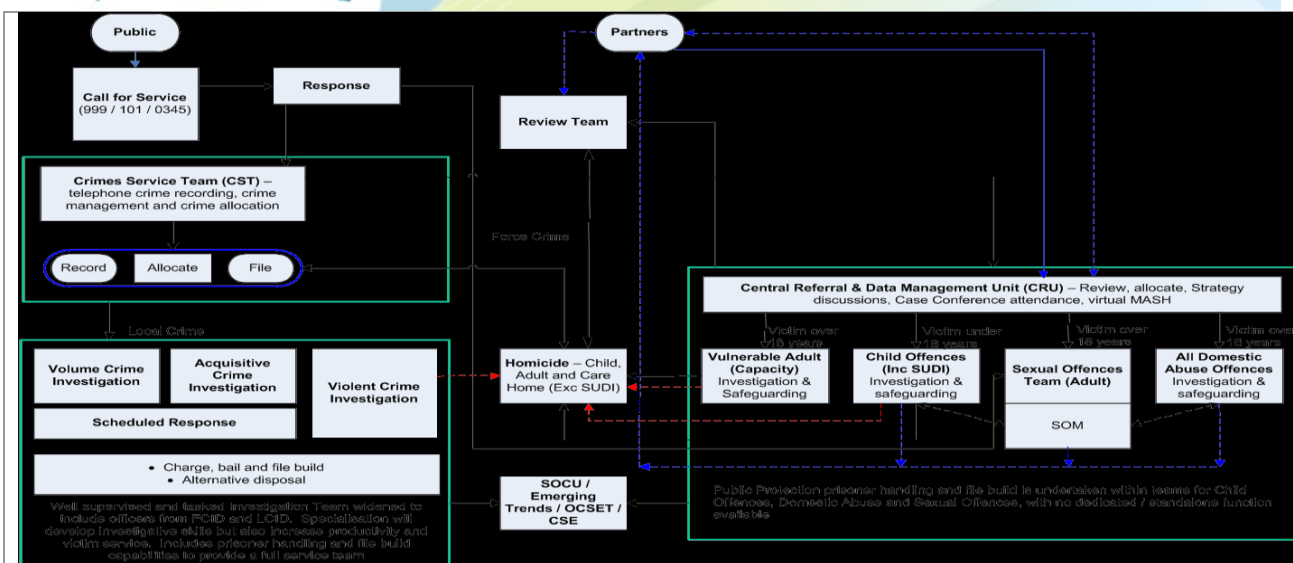 Public
Partners
Call for Service
(999 / 101 / 0345)
Response
Review Team
Crimes Service Team (CST) –
telephone crime recording, crime
management and crime allocation
Force Crime
Record
Allocate
File
Central Referral & Data Management Unit (CRU) – Review, allocate, Strategy
discussions, Case Conference attendance, virtual MASH
Local Crime
Victim over
18 years
Victim under
18 years
Victim over
18 years
Victim over
16 years
Volume Crime
Investigation
Acquisitive
Crime
Investigation
Violent Crime
Investigation
Scheduled Response
Homicide – Child,
Adult and Care
Home (Exc SUDI)
Vulnerable Adult
(Capacity)
Investigation &
Safeguarding
Child Offences
(Inc SUDI)
Investigation &
safeguarding
Sexual Offences
Team (Adult)
SOM
All Domestic
Abuse Offences
Investigation &
safeguarding
• Charge, bail and file build
• Alternative disposal
SOCU /
Emerging
Trends / OCSET /
CSE
Well supervised and tasked Investigation Team widened to
include officers from FCID and LCID. Specialisation will
develop investigative skills but also increase productivity and
victim service. Includes prisoner handling and file build
capabilities to provide a full service team
Public Protection prisoner handling and file build is undertaken within teams for Child
Offences, Domestic Abuse and Sexual Offences, with no dedicated / standalone function
available